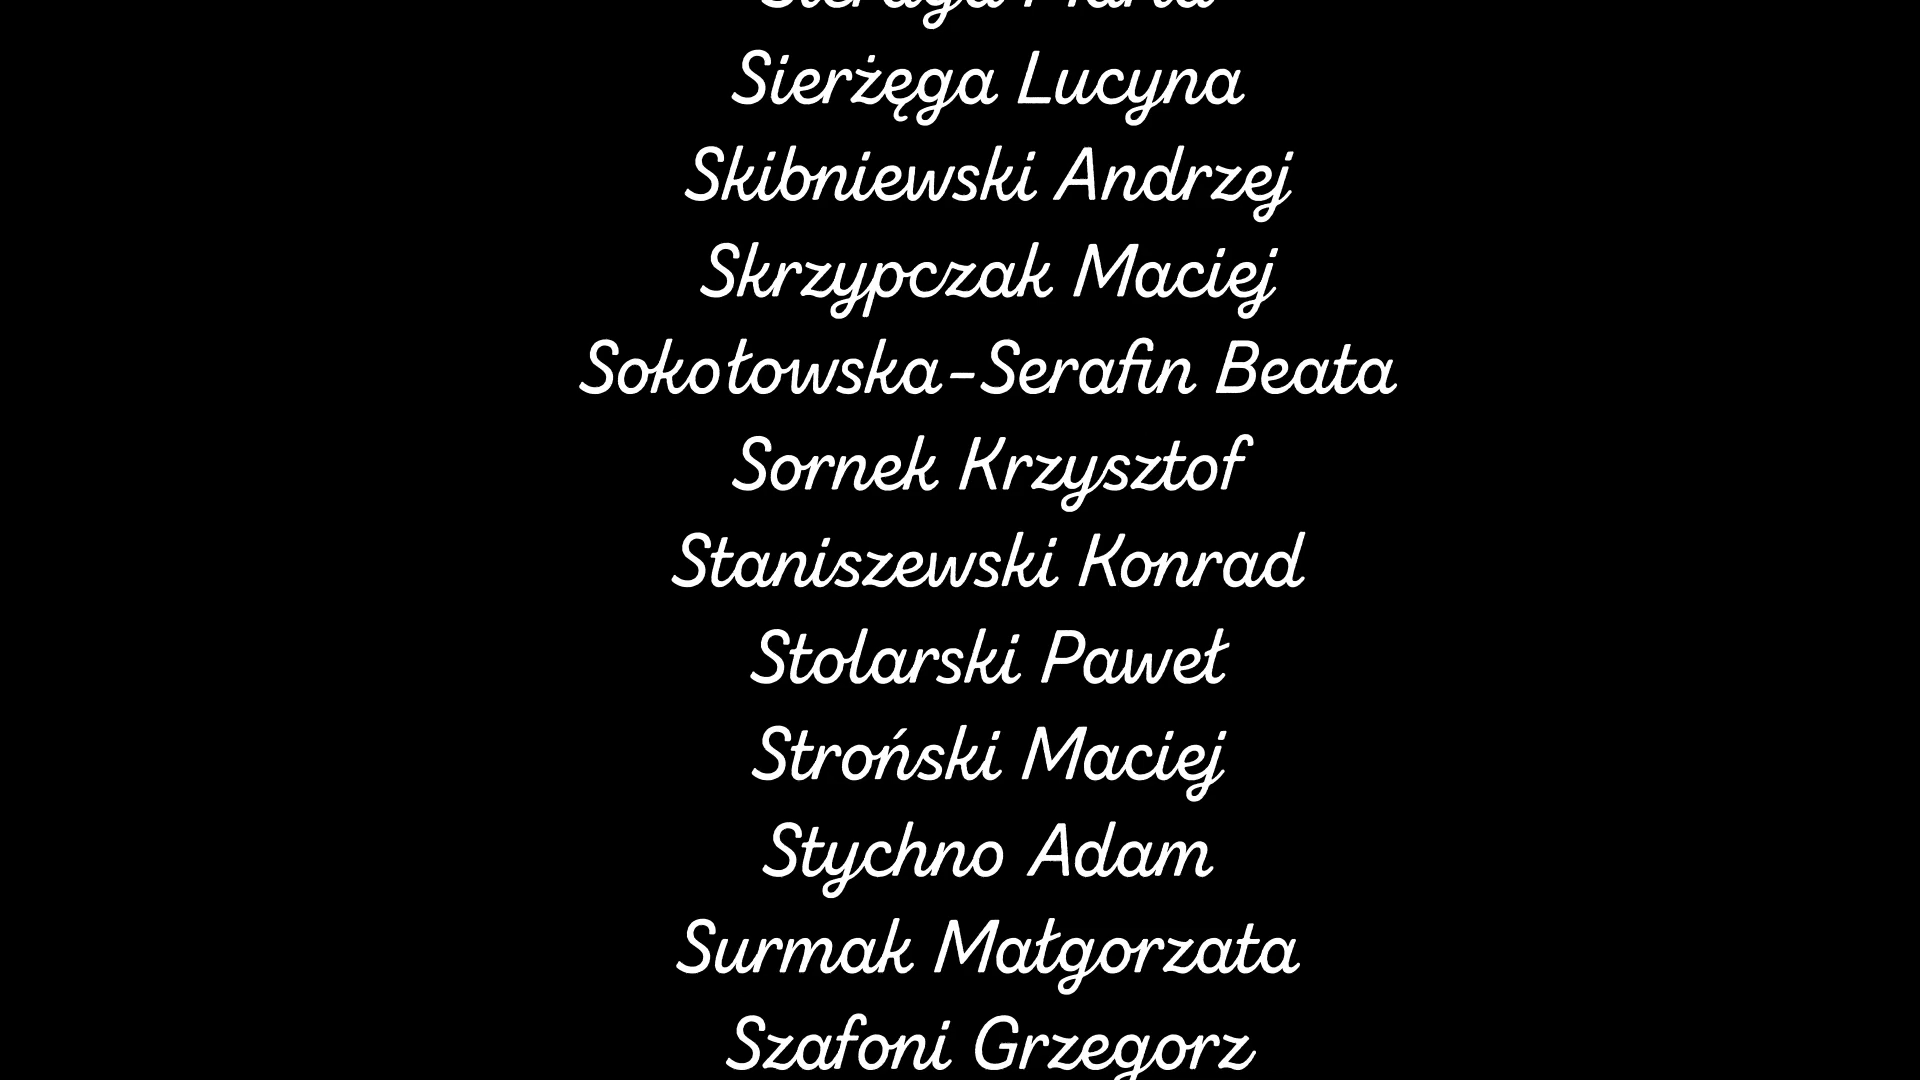 Sierżęga Lucyna
Skibniewski Andrzej
Skrzypczak Maciej
Sokołowska-Serafin Beata
Sornek Krzysztof
Staniszewski Konrad
Stolarski Paweł
Stroński Maciej
Stychno Adam
Surmak Małgorzata
Szafoni Grzegorz